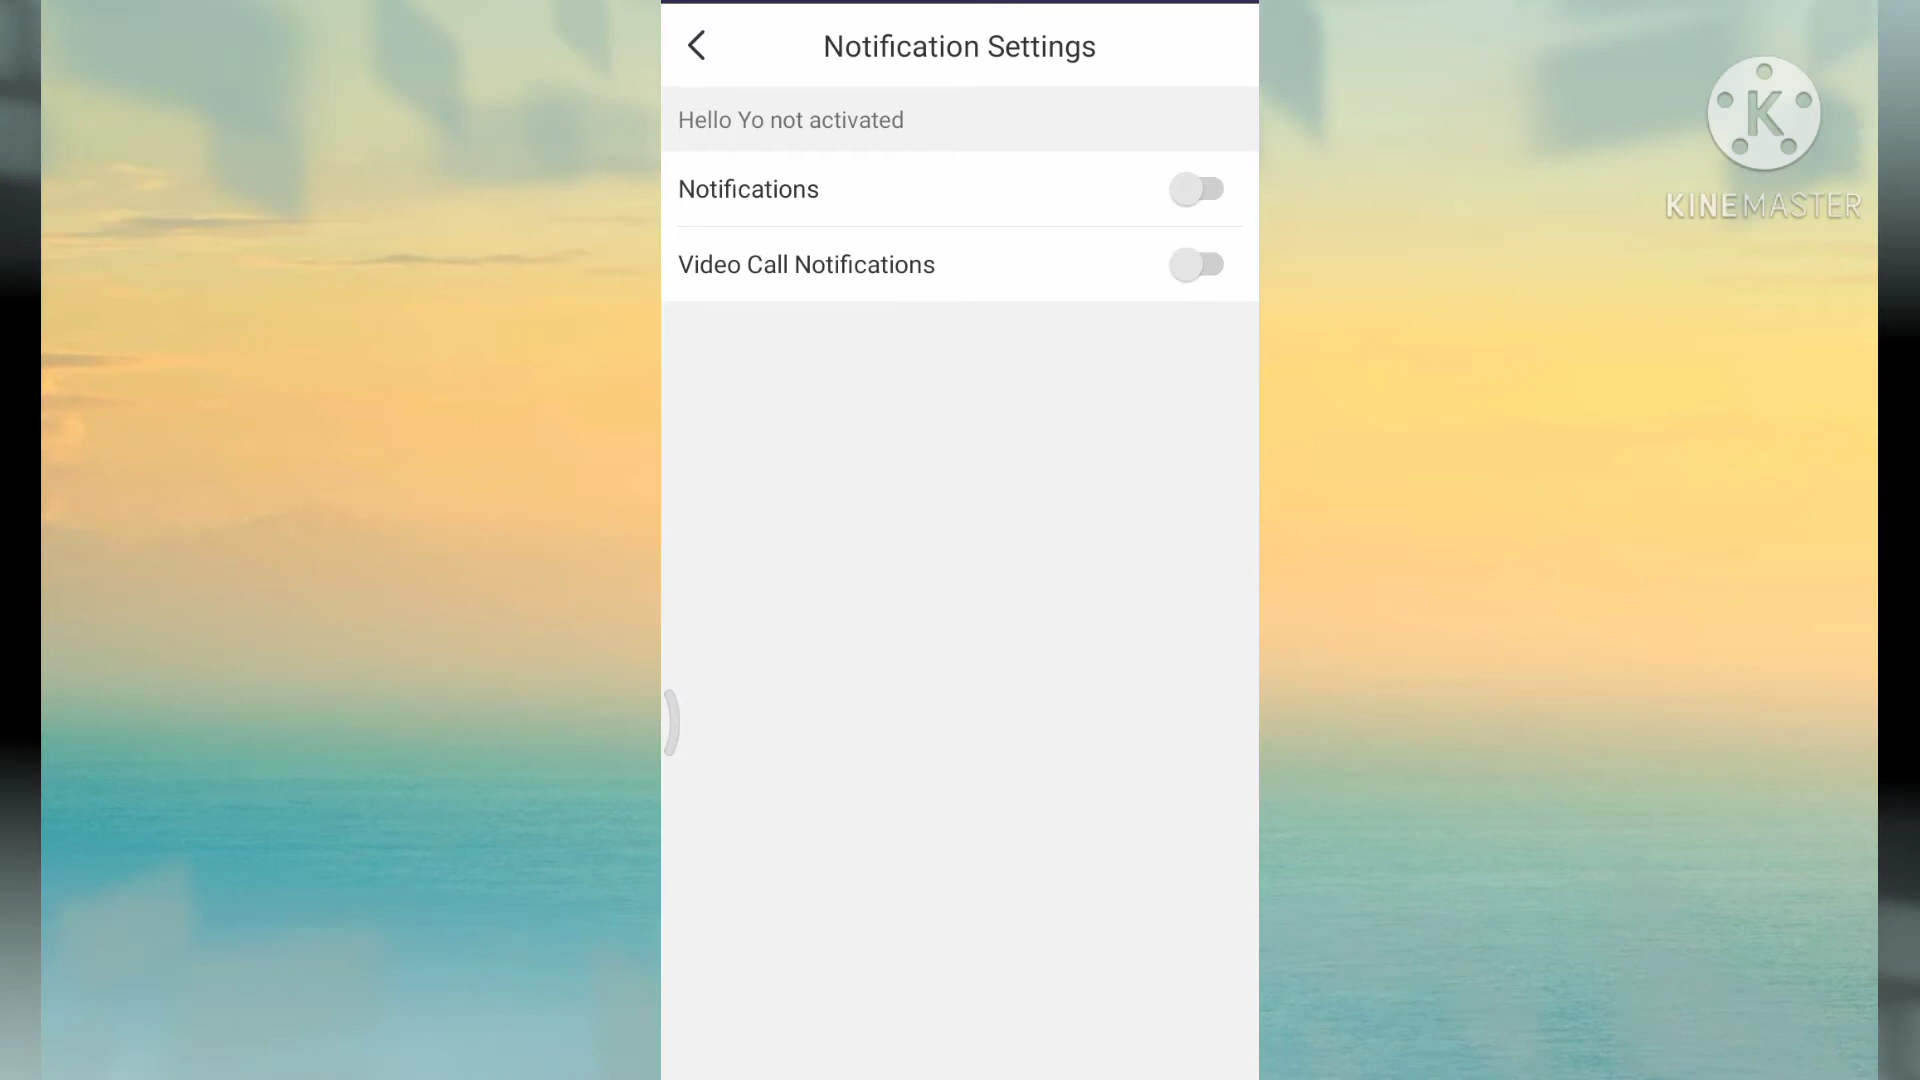 Notification Settings
Hello Yo not activated
Notifications
Video Call Notifications
K
KINEMASTER